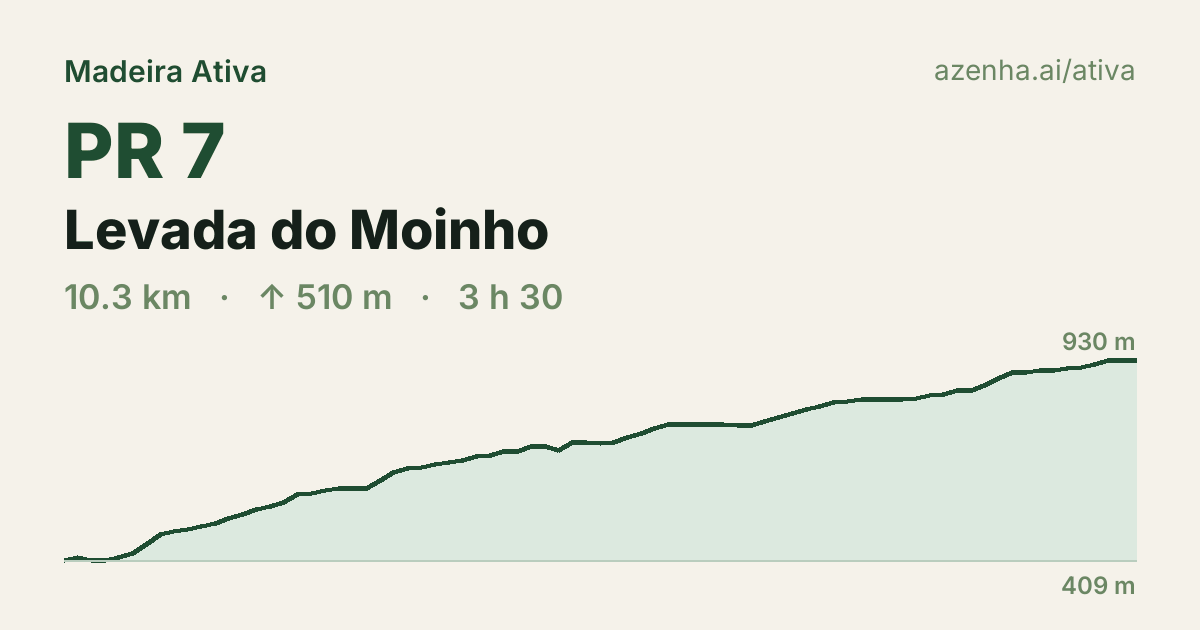 Madeira Ativa
azenha.ai/ativa
PR 7
Levada do Moinho
10.3 km · ↑ 510 m · 3 h 30
930 m
409 m